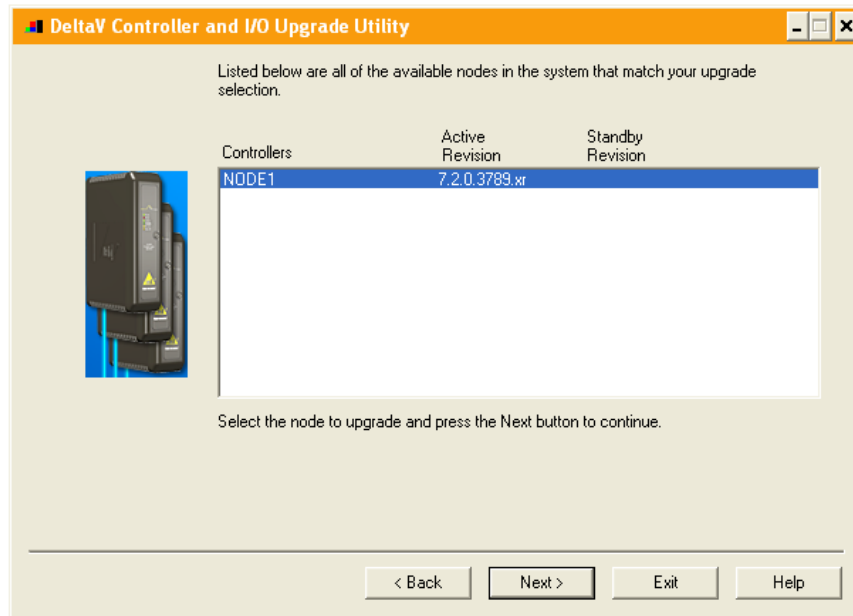 DeltaV Controller and I/O Upgrade Utility
Listed below are all of the available nodes in the system that match your upgrade
selection.
Controllers
Active
Revision
Standby
Revision
NODE1 7.2.0.3789.xr
Select the node to upgrade and press the Next button to continue.
< Back
Next >
Exit
Help